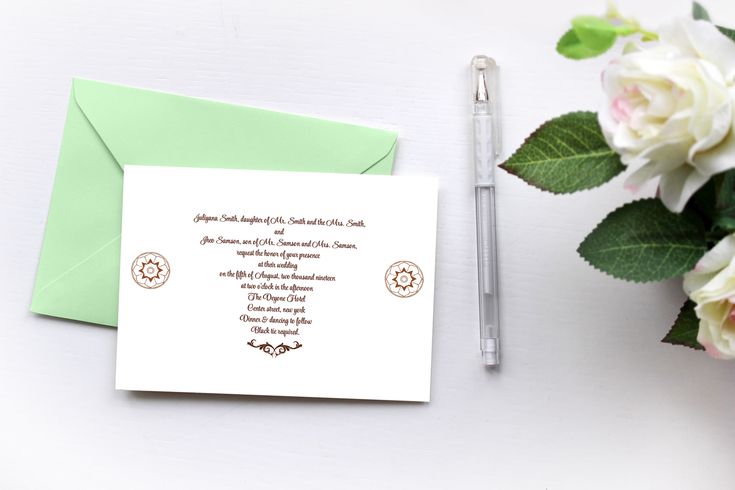 Juliyana Smith, daughter of Mr. Smith and the Mrs. Smith,
and
Jheo Samson, son of Mr. Samson and Mrs. Samson,
request the honor of your presence
at their wedding
on the fifth of August, two thousand nineteen
at two o'clock in the afternoon
The Deyone Hotel
Center street, new york
Dinner & dancing to follow
Black tie required.